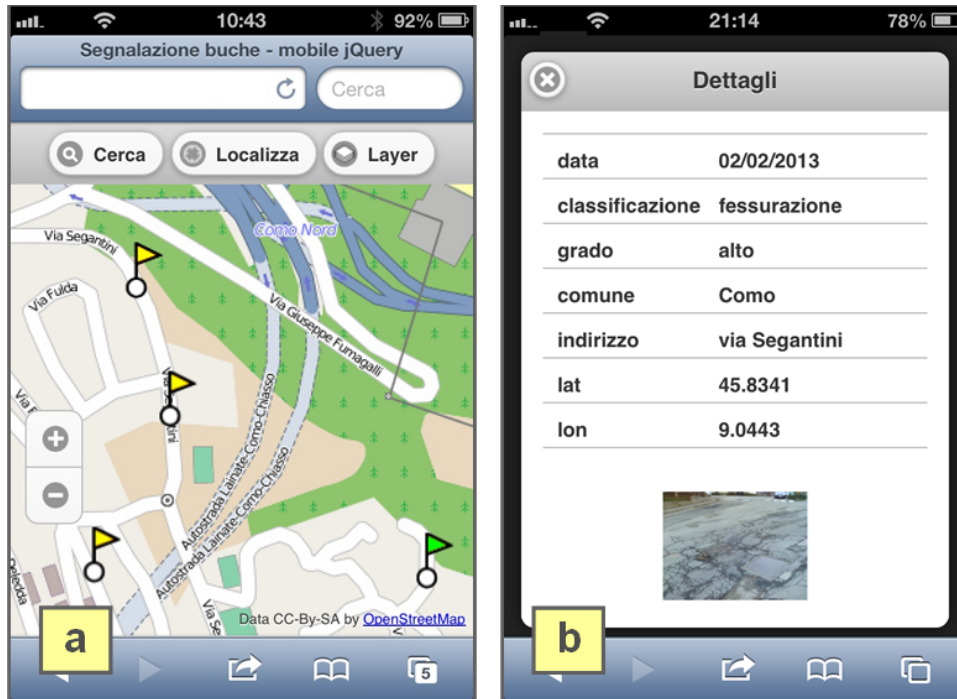 10:43
92%
Segnalazione buche - mobile jQuery
Cerca
Cerca
Localizza
Layer
Como Nord
Via Segantini
Via Fulda
Via Giuseppe Fumagalli
Autostrada Lainate-Como-Chiasso
Autostrada Lainate-Como-Chiasso
Deledda
Data CC-By-SA by OpenStreetMap
a
5
21:14
78%
Dettagli
data 02/02/2013
classificazione fessurazione
grado alto
comune Como
indirizzo via Segantini
lat 45.8341
lon 9.0443
b